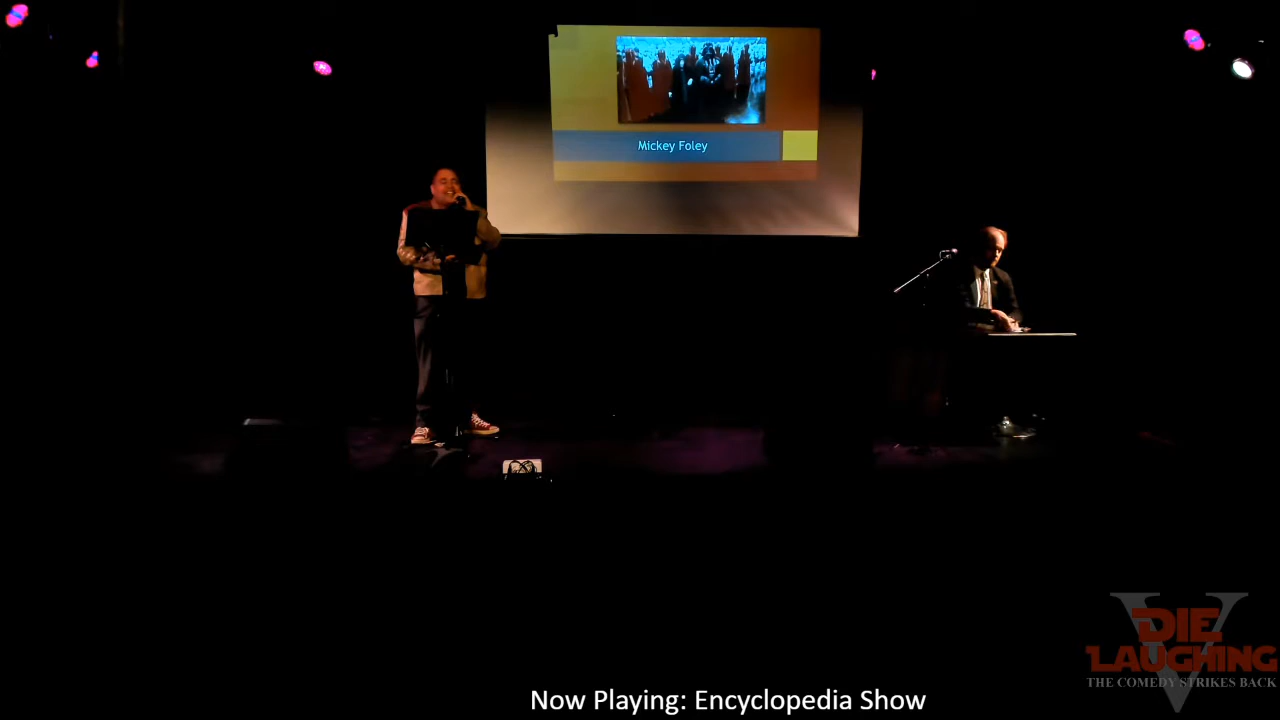 Mickey Foley
V
DIE
LAUGHING
THE COMEDY STRIKES BACK
Now Playing: Encyclopedia Show